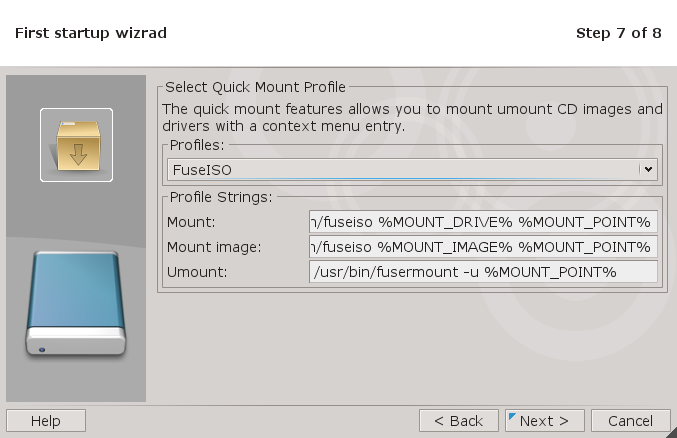 First startup wizrad
Step 7 of 8
Select Quick Mount Profile
The quick mount features allows you to mount umount CD images and
drivers with a context menu entry.
Profiles:
FuseISO
Profile Strings:
Mount:
/fuseiso %MOUNT_DRIVE% %MOUNT_POINT%
Mount image:
/fuseiso %MOUNT_IMAGE% %MOUNT_POINT%
Umount:
/usr/bin/fusermount -u %MOUNT_POINT%
Help
< Back
Next >
Cancel